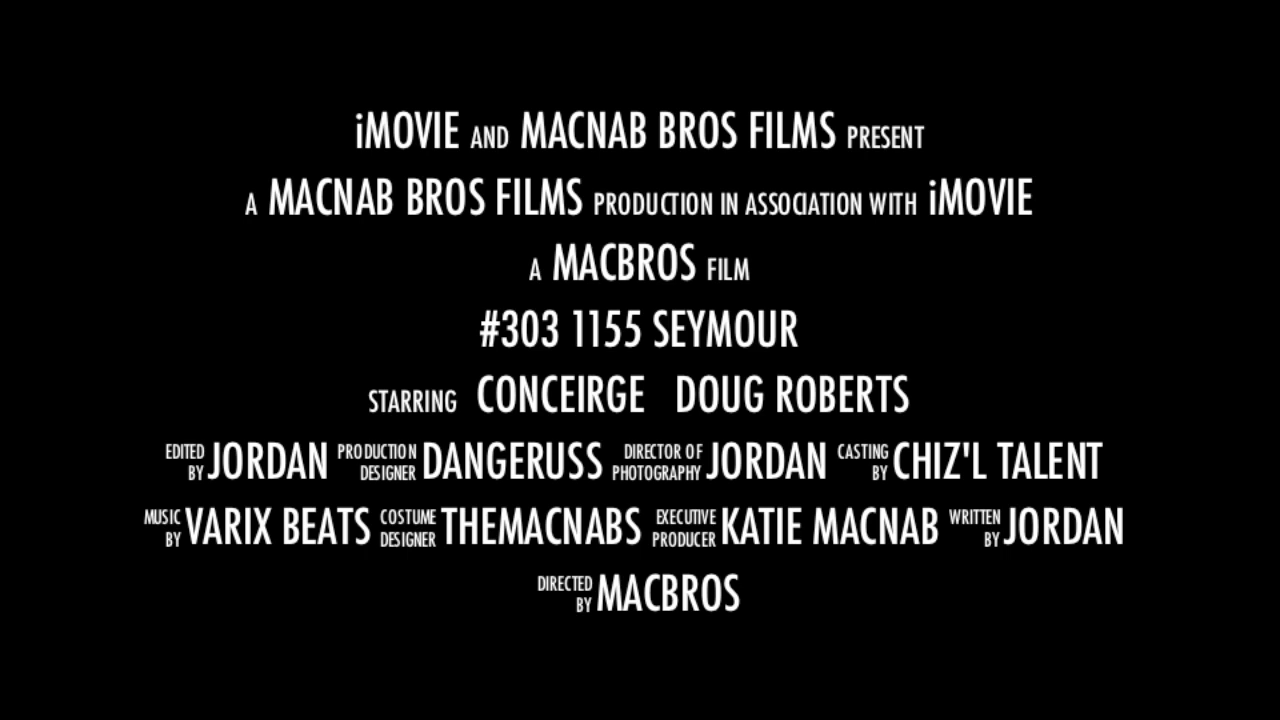 iMOVIE AND MACNAB BROS FILMS PRESENT
A MACNAB BROS FILMS PRODUCTION IN ASSOCIATION WITH iMOVIE
A MACBROS FILM
#303 1155 SEYMOUR
STARRING CONCEIRGE DOUG ROBERTS
EDITED BY JORDAN PRODUCTION DESIGNER DANGERUSS DIRECTOR OF PHOTOGRAPHY JORDAN CASTING BY CHIZ'L TALENT
MUSIC BY VARIX BEATS COSTUME DESIGNER THEMACNABS EXECUTIVE PRODUCER KATIE MACNAB WRITTEN BY JORDAN
DIRECTED BY MACBROS